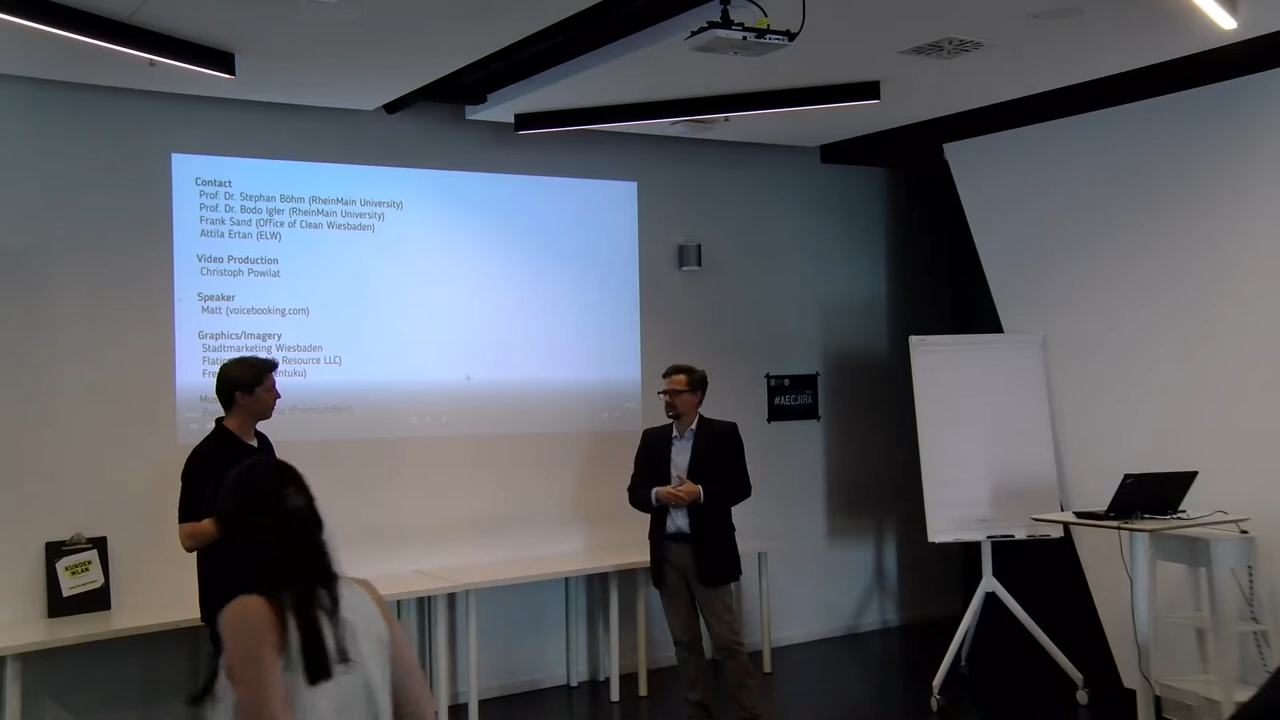 Contact
Prof. Dr. Stephan Böhm (RheinMain University)
Prof. Dr. Bodo Igler (RheinMain University)
Frank Sand (Office of Clean Wiesbaden)
Attila Ertan (ELW)
Video Production
Christoph Powilat
Speaker
Matt (voicebooking.com)
Graphics/Imagery
Stadtmarketing Wiesbaden
Resource LLC)
#AECJIRA
KUNDEN
WLAN